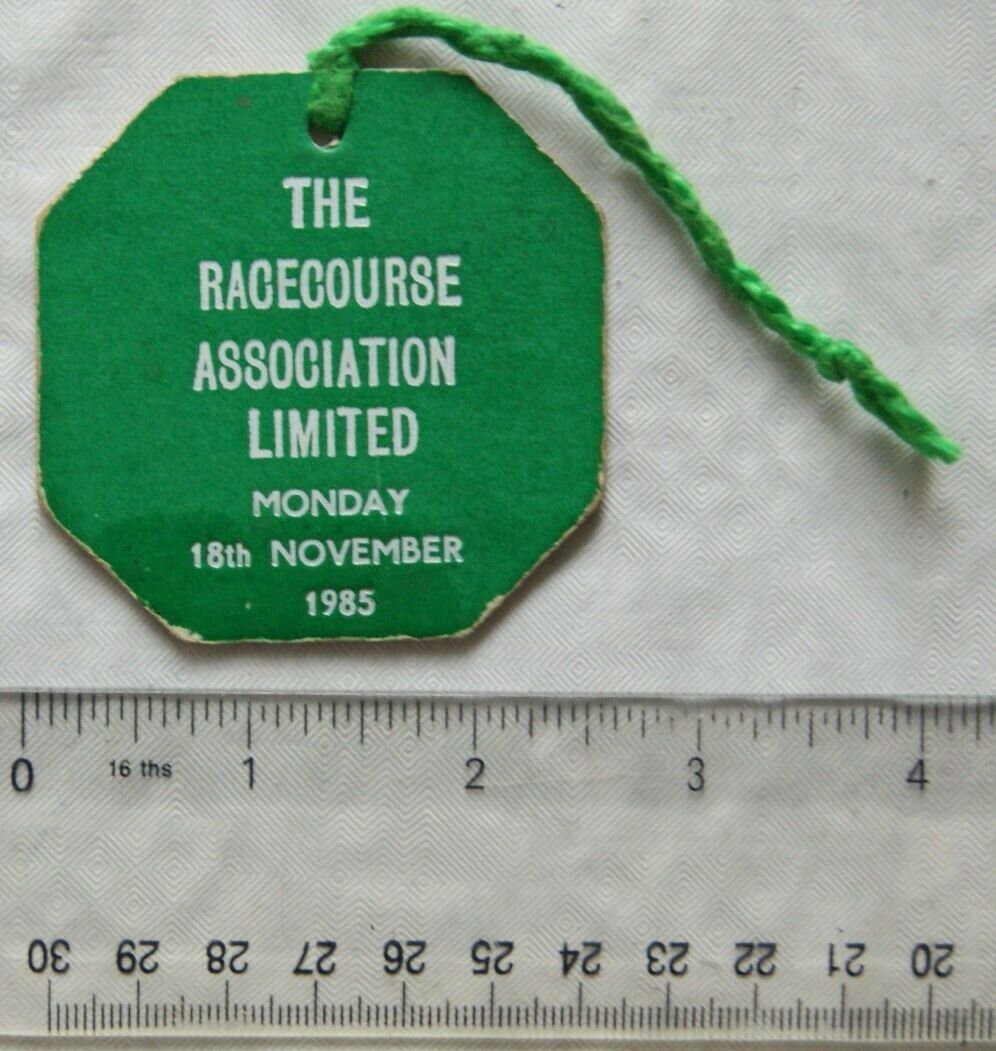 THE
RACECOURSE
ASSOCIATION
LIMITED
MONDAY
18th NOVEMBER
1985
0 16 ths 1 2 3 4
30 29 28 27 26 25 24 23 22 21 20